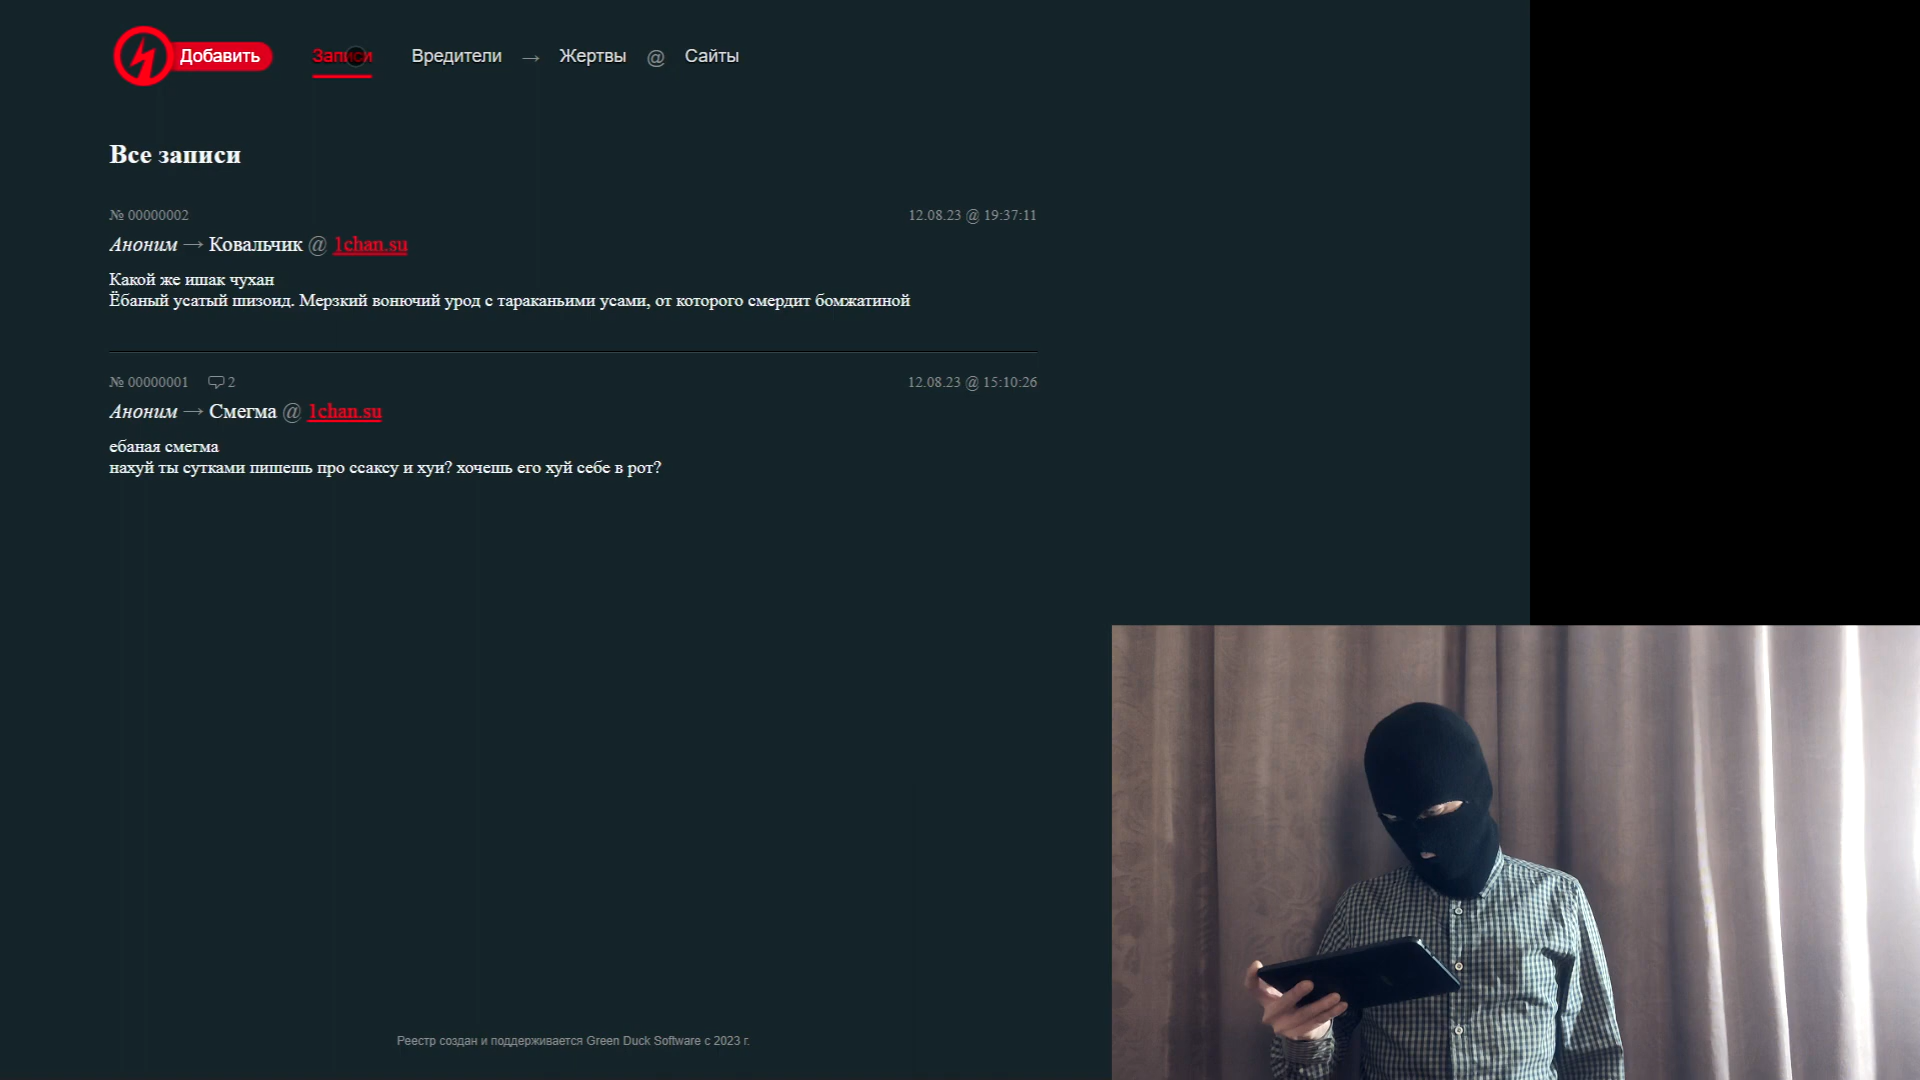 Добавить
Записи
Вредители → Жертвы @ Сайты
Все записи
№ 00000002
12.08.23 @ 19:37:11
Аноним → Ковальчик @ 1chan.su
Какой же ишак чухан
Ёбаный усатый шизоид. Мерзкий вонючий урод с тараканьими усами, от которого смердит бомжатиной
№ 00000001
2
12.08.23 @ 15:10:26
Аноним → Смегма @ 1chan.su
ебаная смегма
нахуй ты сутками пишешь про ссаксу и хуи? хочешь его хуй себе в рот?
Реестр создан и поддерживается Green Duck Software с 2023 г.